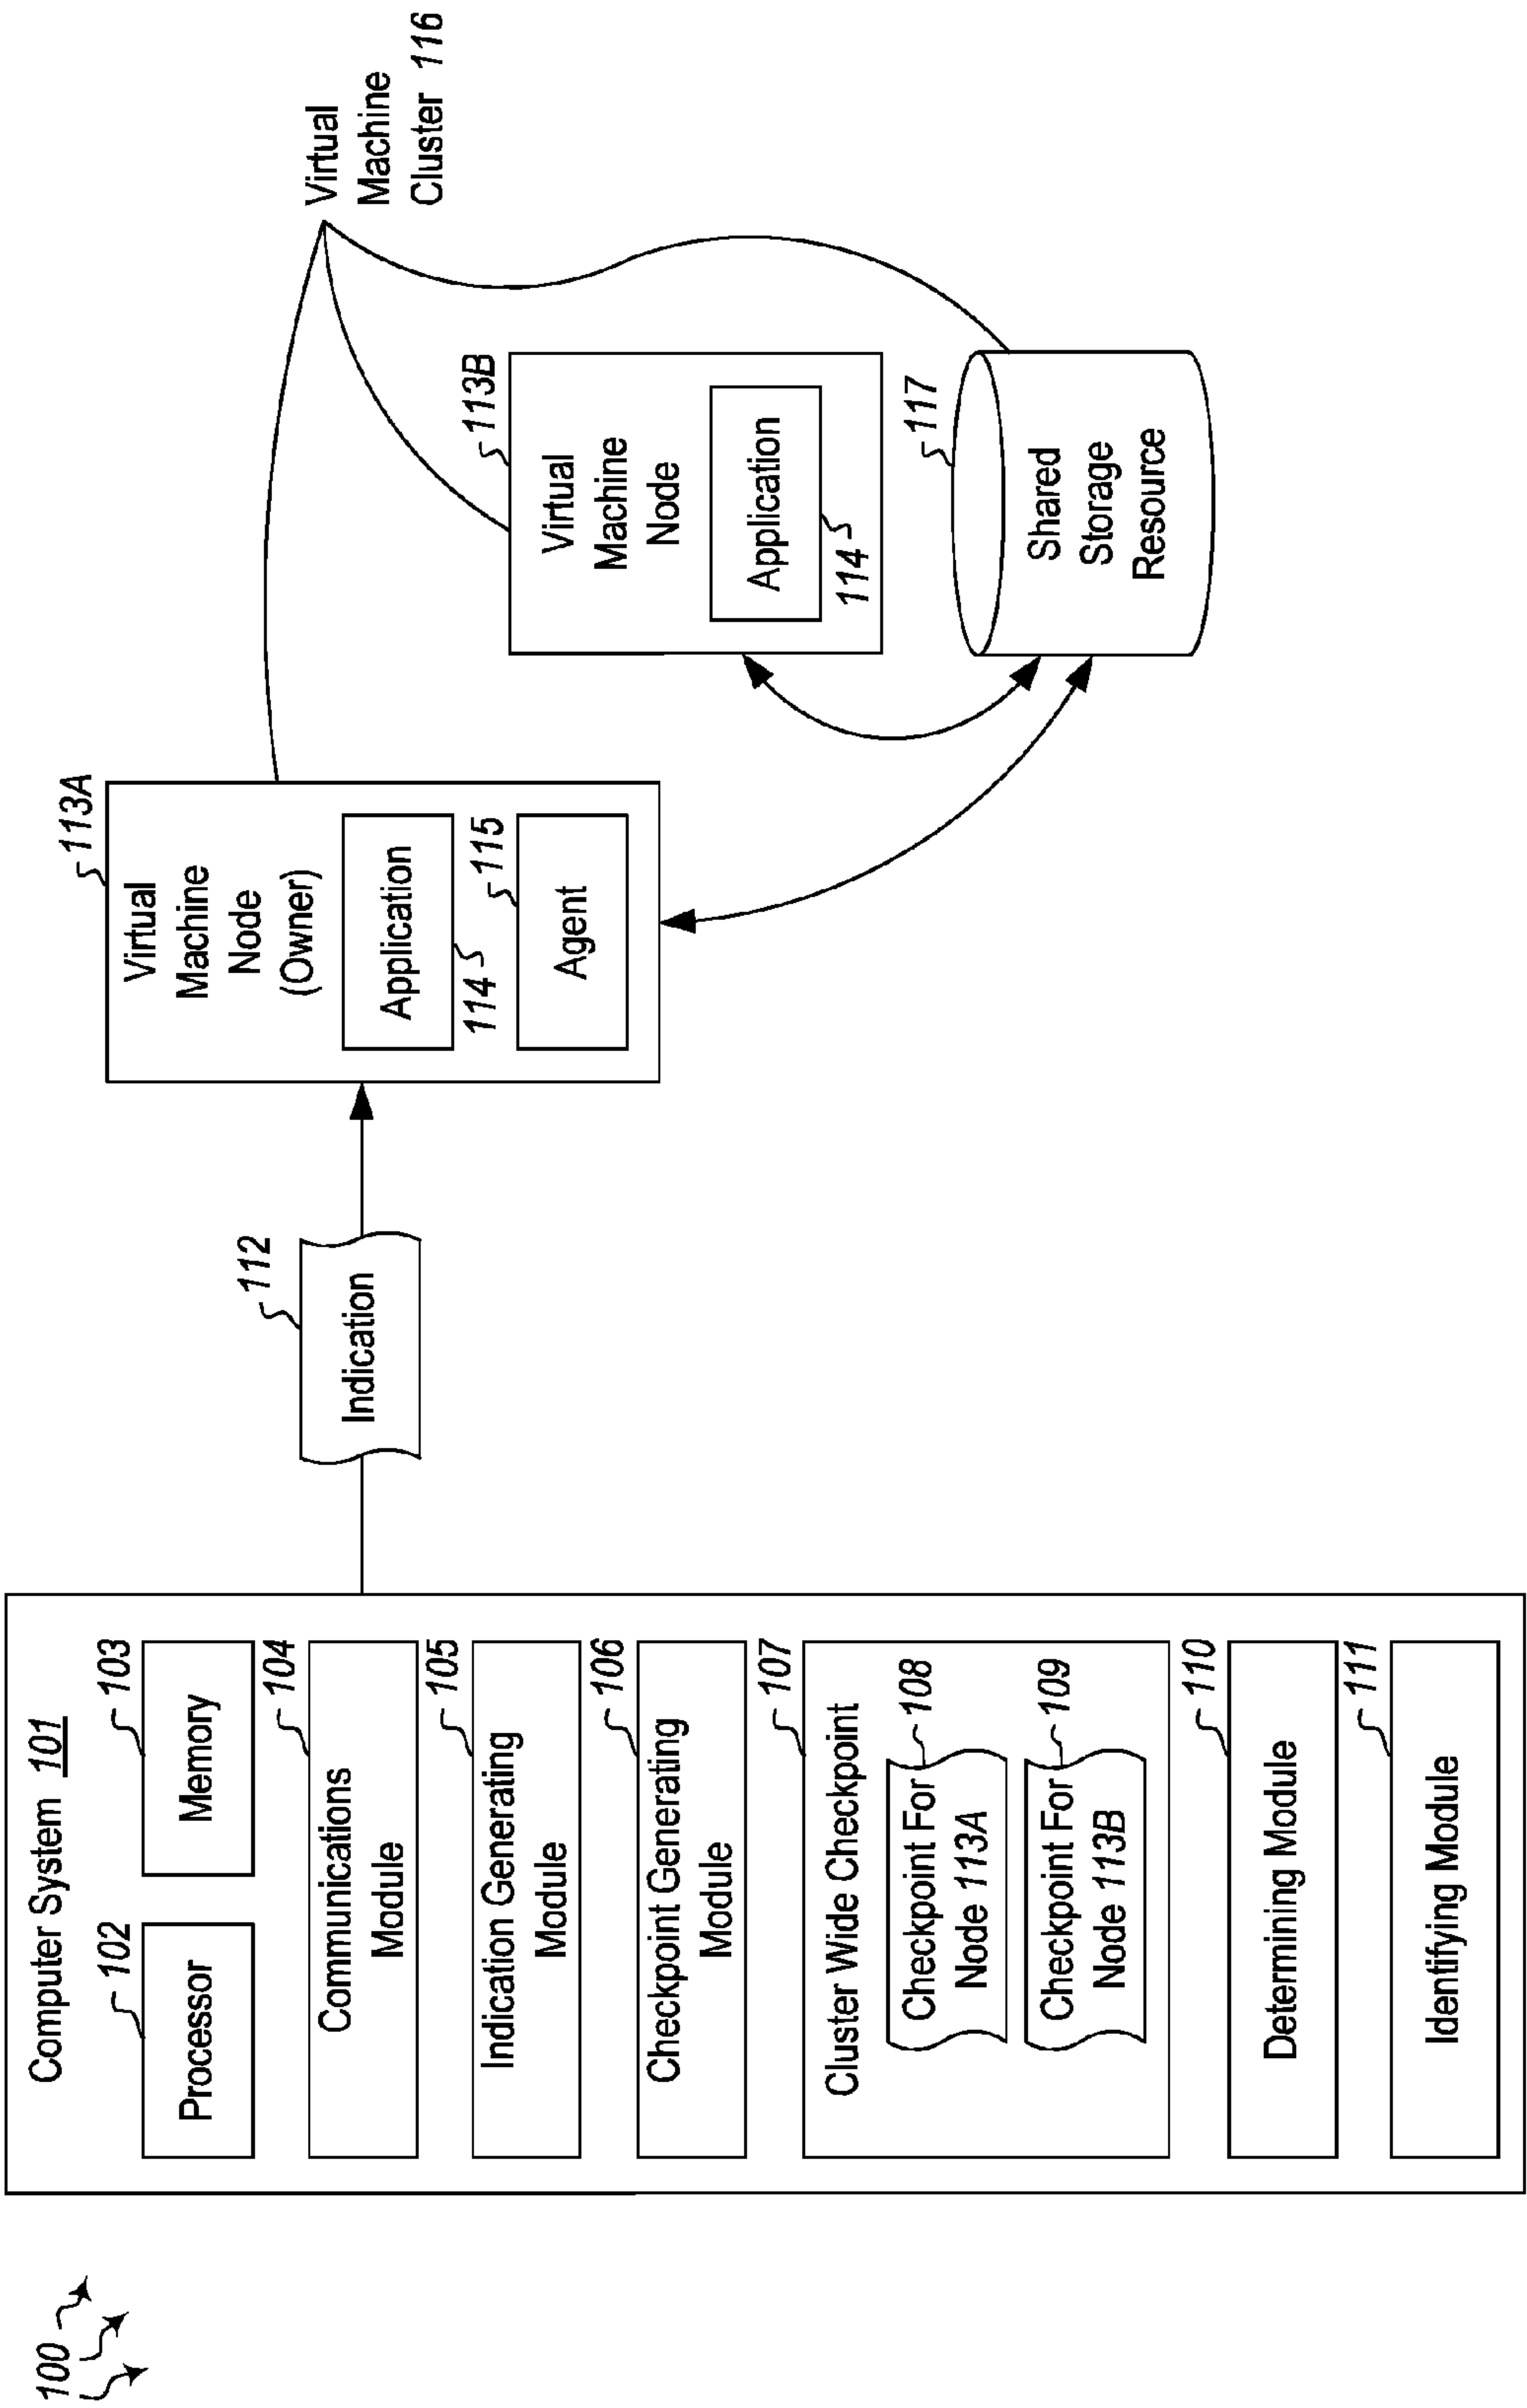 100
Computer System 101
102
103
Processor
Memory
104
Communications
Module
105
Indication Generating
Module
106
Checkpoint Generating
Module
107
Cluster Wide Checkpoint
108
Checkpoint For
Node 113A
109
Checkpoint For
Node 113B
110
Determining Module
111
Identifying Module
112
Indication
113A
Virtual
Machine
Node
(Owner)
Application
114
115
Agent
Virtual
Machine
Cluster 116
113B
Virtual
Machine
Node
Application
114
117
Shared
Storage
Resource